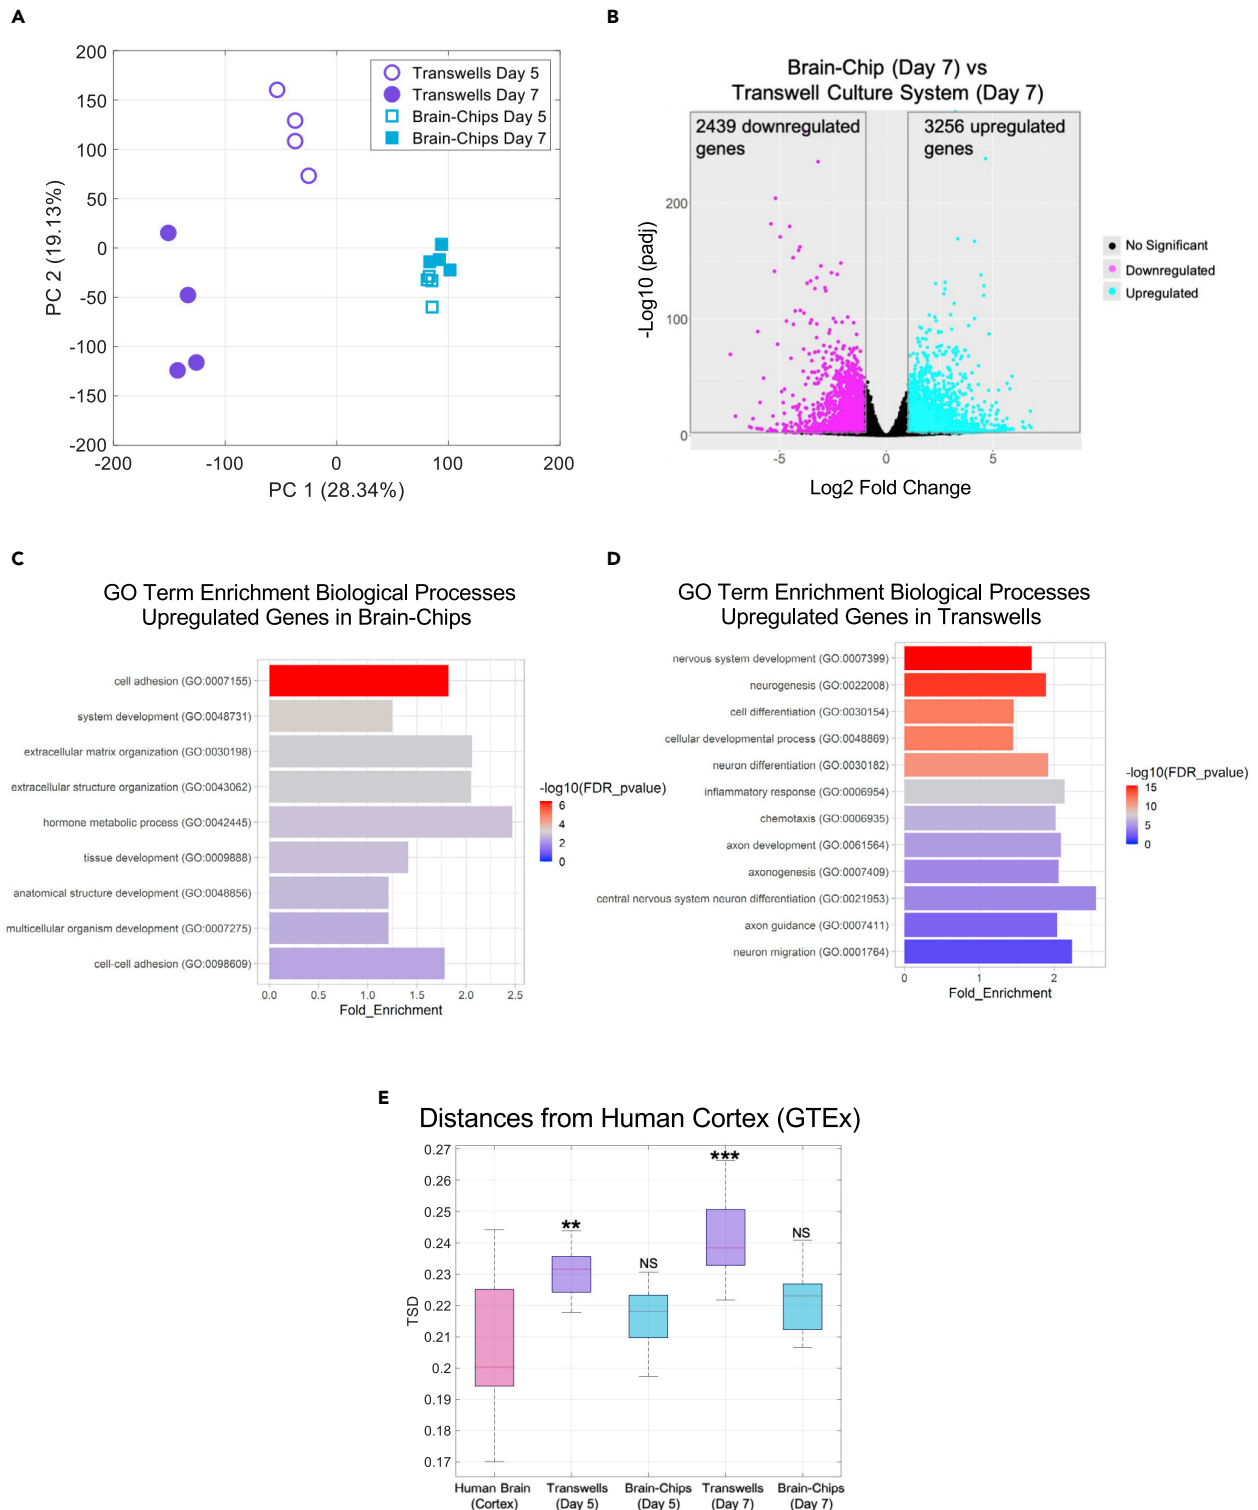 A
200
150
100
50
0
-50
-100
-150
-200
-200
-100
0
100
200
PC 2 (19.13%)
PC 1 (28.34%)
Transwells Day 5
Transwells Day 7
Brain-Chips Day 5
Brain-Chips Day 7
B
Brain-Chip (Day 7) vs
Transwell Culture System (Day 7)
2439 downregulated
genes
3256 upregulated
genes
200
100
0
-5
0
5
-Log10 (padj)
Log2 Fold Change
No Significant
Downregulated
Upregulated
C
GO Term Enrichment Biological Processes
Upregulated Genes in Brain-Chips
cell adhesion (GO:0007155)
system development (GO:0048731)
extracellular matrix organization (GO:0030198)
extracellular structure organization (GO:0043062)
hormone metabolic process (GO:0042445)
tissue development (GO:0009888)
anatomical structure development (GO:0048856)
multicellular organism development (GO:0007275)
cell-cell adhesion (GO:0098609)
0.0
0.5
1.0
1.5
2.0
2.5
Fold_Enrichment
-log10(FDR_pvalue)
6
4
2
0
D
GO Term Enrichment Biological Processes
Upregulated Genes in Transwells
nervous system development (GO:0007399)
neurogenesis (GO:0022008)
cell differentiation (GO:0030154)
cellular developmental process (GO:0048869)
neuron differentiation (GO:0030182)
inflammatory response (GO:0006954)
chemotaxis (GO:0006935)
axon development (GO:0061564)
axonogenesis (GO:0007409)
central nervous system neuron differentiation (GO:0021953)
axon guidance (GO:0007411)
neuron migration (GO:0001764)
0
1
2
Fold_Enrichment
-log10(FDR_pvalue)
15
10
5
0
E
Distances from Human Cortex (GTEx)
0.27
0.26
0.25
0.24
0.23
0.22
0.21
0.2
0.19
0.18
0.17
TSD
**
NS
***
NS
Human Brain
(Cortex)
Transwells
(Day 5)
Brain-Chips
(Day 5)
Transwells
(Day 7)
Brain-Chips
(Day 7)